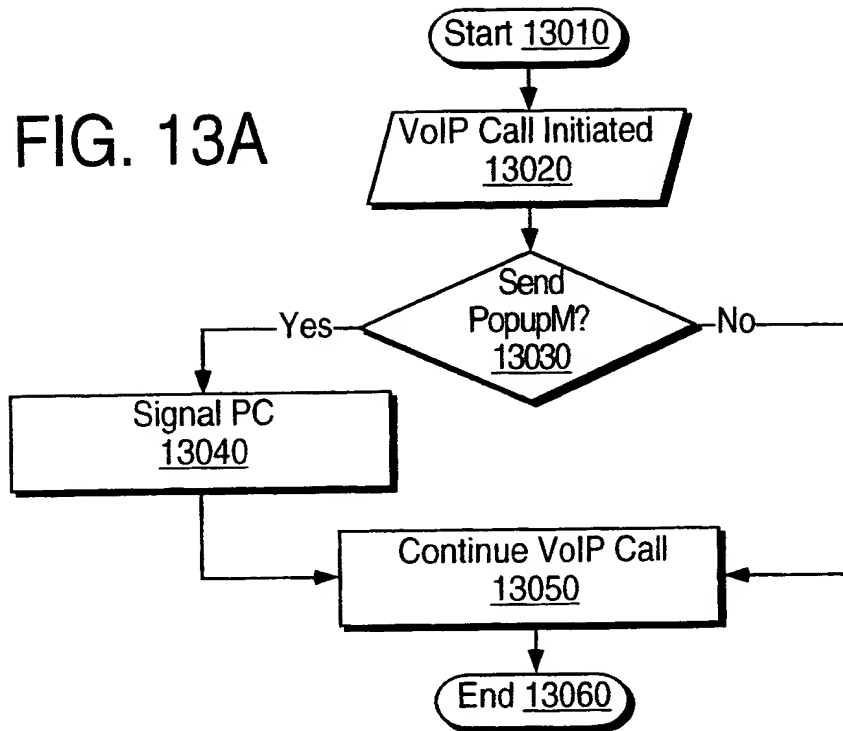 Start 13010
FIG. 13A
VoIP Call Initiated
13020
Send
PopupM?
13030
Yes
No
Signal PC
13040
Continue VoIP Call
13050
End 13060